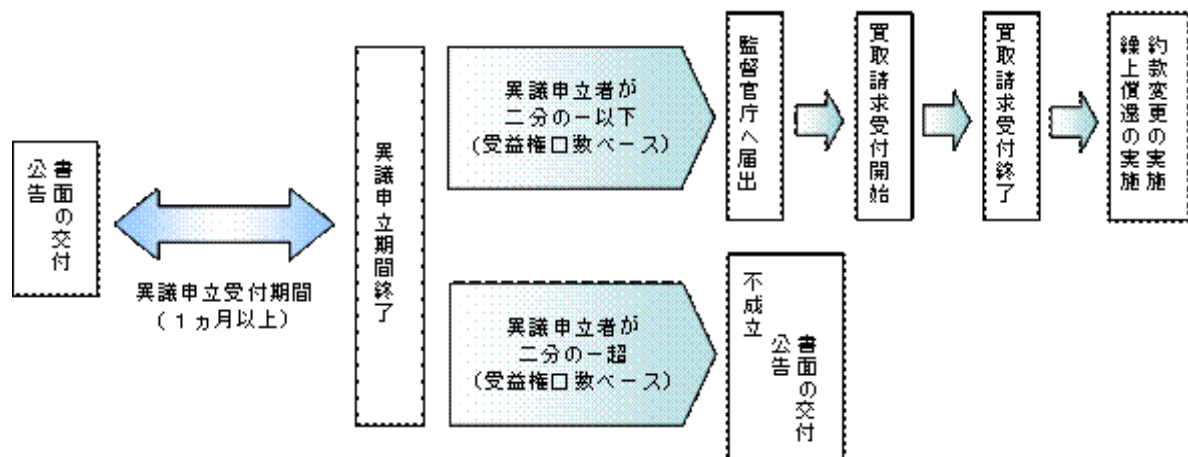 書面の交付
公告
異議申立受付期間
(1ヵ月以上)
異議申立期間終了
異議申立者が
二分の一以下
(受益権口数ベース)
監督官庁へ届出
買取請求受付開始
買取請求受付終了
約款変更の実施
繰上償還の実施
異議申立者が
二分の一超
(受益権口数ベース)
不成立
書面の交付
公告